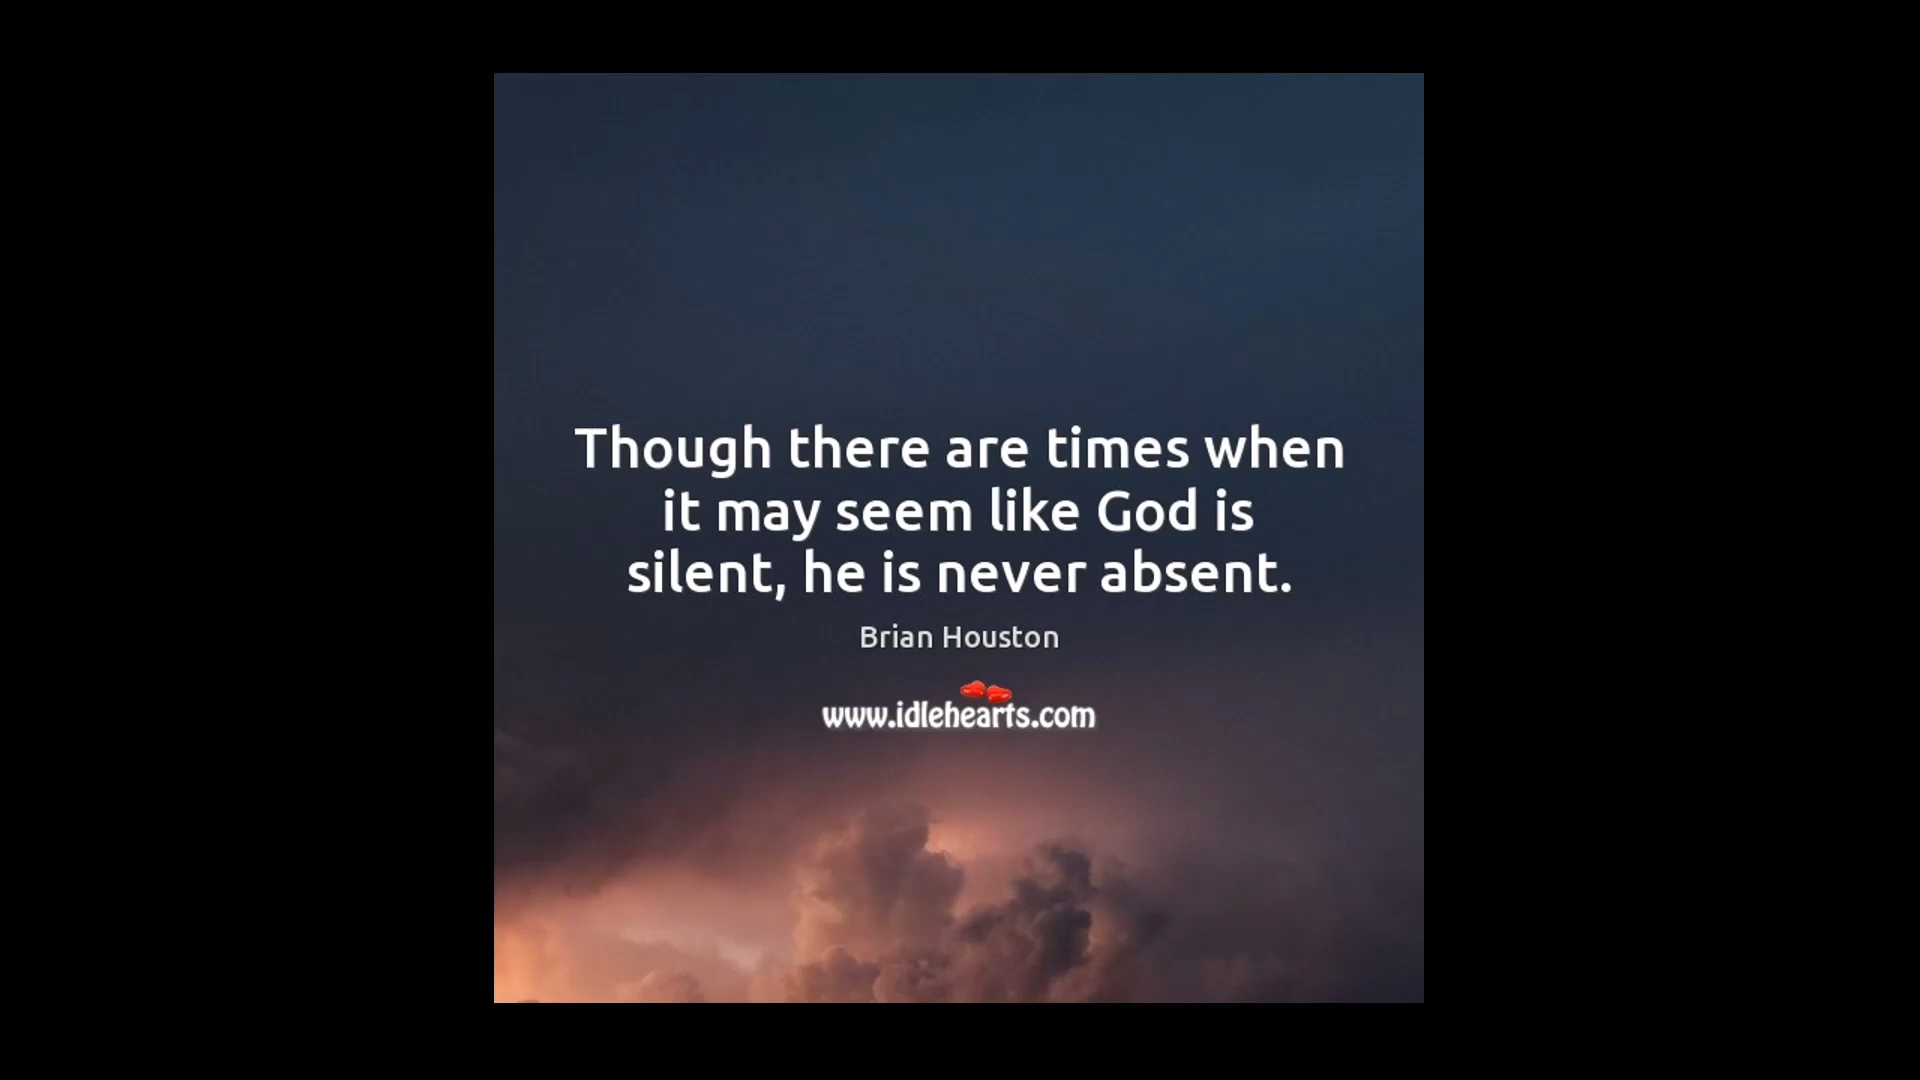 Though there are times when
it may seem like God is
silent, he is never absent.
Brian Houston
www.idlehearts.com